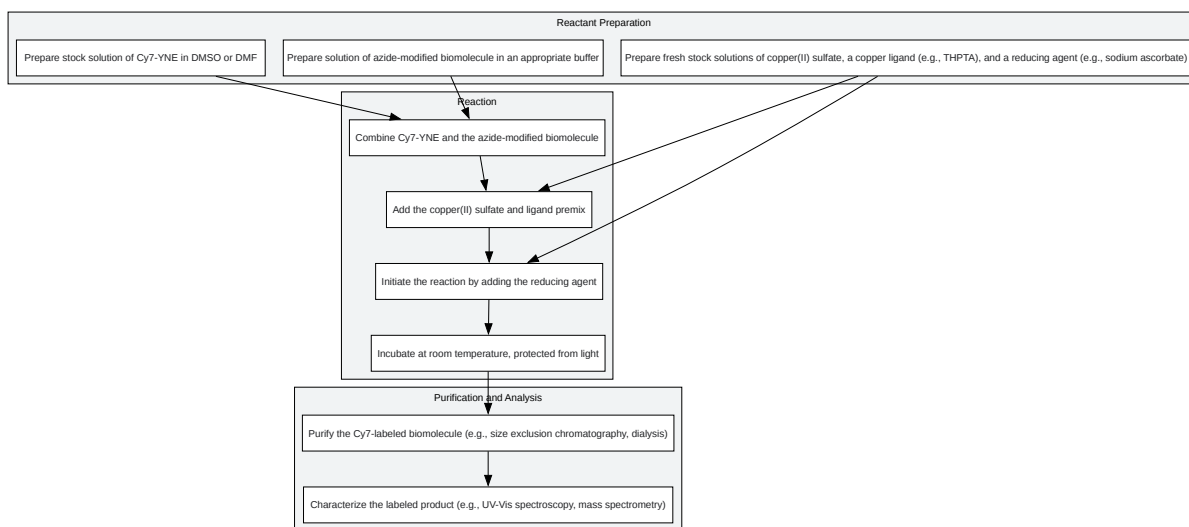 Reactant Preparation
Prepare stock solution of Cy7-YNE in DMSO or DMF
Prepare solution of azide-modified biomolecule in an appropriate buffer
Prepare fresh stock solutions of copper(II) sulfate, a copper ligand (e.g., THPTA), and a reducing agent (e.g., sodium ascorbate)
Reaction
Combine Cy7-YNE and the azide-modified biomolecule
Add the copper(II) sulfate and ligand premix
Initiate the reaction by adding the reducing agent
Incubate at room temperature, protected from light
Purification and Analysis
Purify the Cy7-labeled biomolecule (e.g., size exclusion chromatography, dialysis)
Characterize the labeled product (e.g., UV-Vis spectroscopy, mass spectrometry)